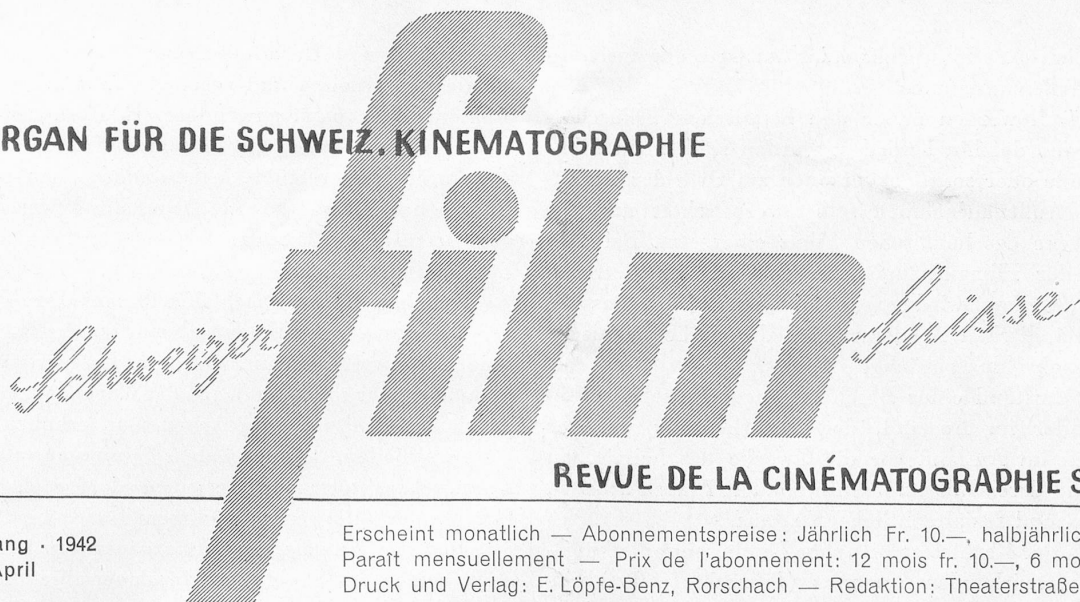 RGAN FÜR DIE SCHWEIZ. KINEMATOGRAPHIE
Schweizer film Suisse
REVUE DE LA CINÉMATOGRAPHIE S
ang · 1942
April
Erscheint monatlich — Abonnementspreise: Jährlich Fr. 10.—, halbjährlic
Paraît mensuellement — Prix de l'abonnement: 12 mois fr. 10.—, 6 mo
Druck und Verlag: E. Löpfe-Benz, Rorschach — Redaktion: Theaterstraße